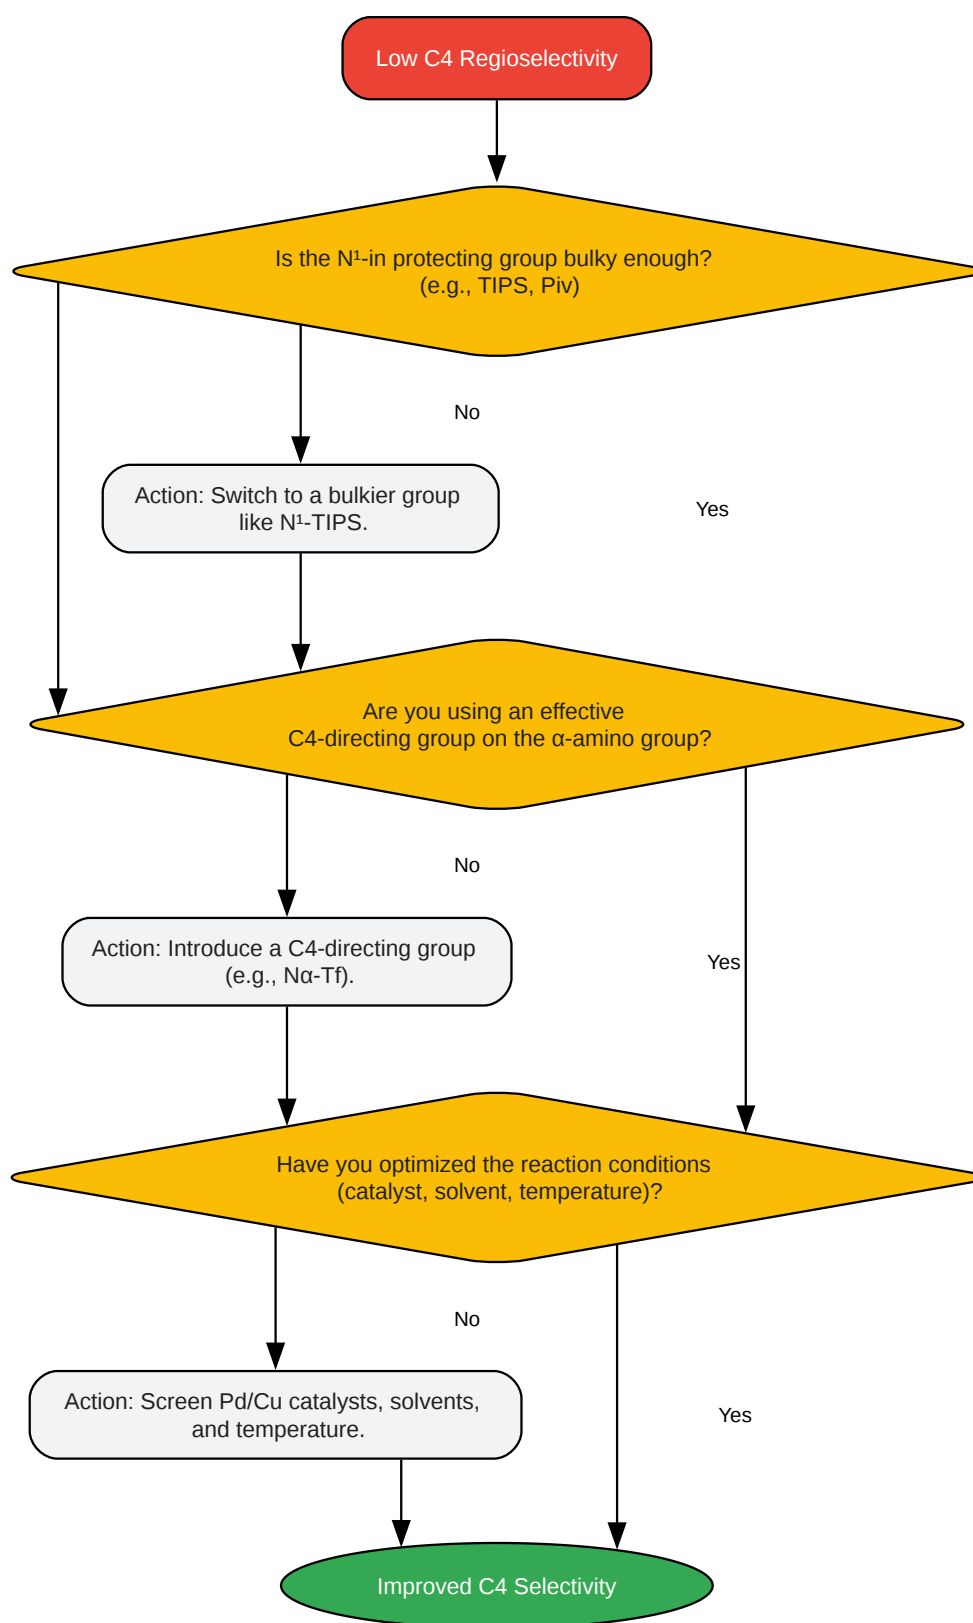 Low C4 Regioselectivity
Is the N¹-in protecting group bulky enough?
(e.g., TIPS, Piv)
No
Action: Switch to a bulkier group
like N¹-TIPS.
Yes
Are you using an effective
C4-directing group on the α-amino group?
No
Action: Introduce a C4-directing group
(e.g., Nα-Tf).
Yes
Have you optimized the reaction conditions
(catalyst, solvent, temperature)?
No
Action: Screen Pd/Cu catalysts, solvents,
and temperature.
Yes
Improved C4 Selectivity